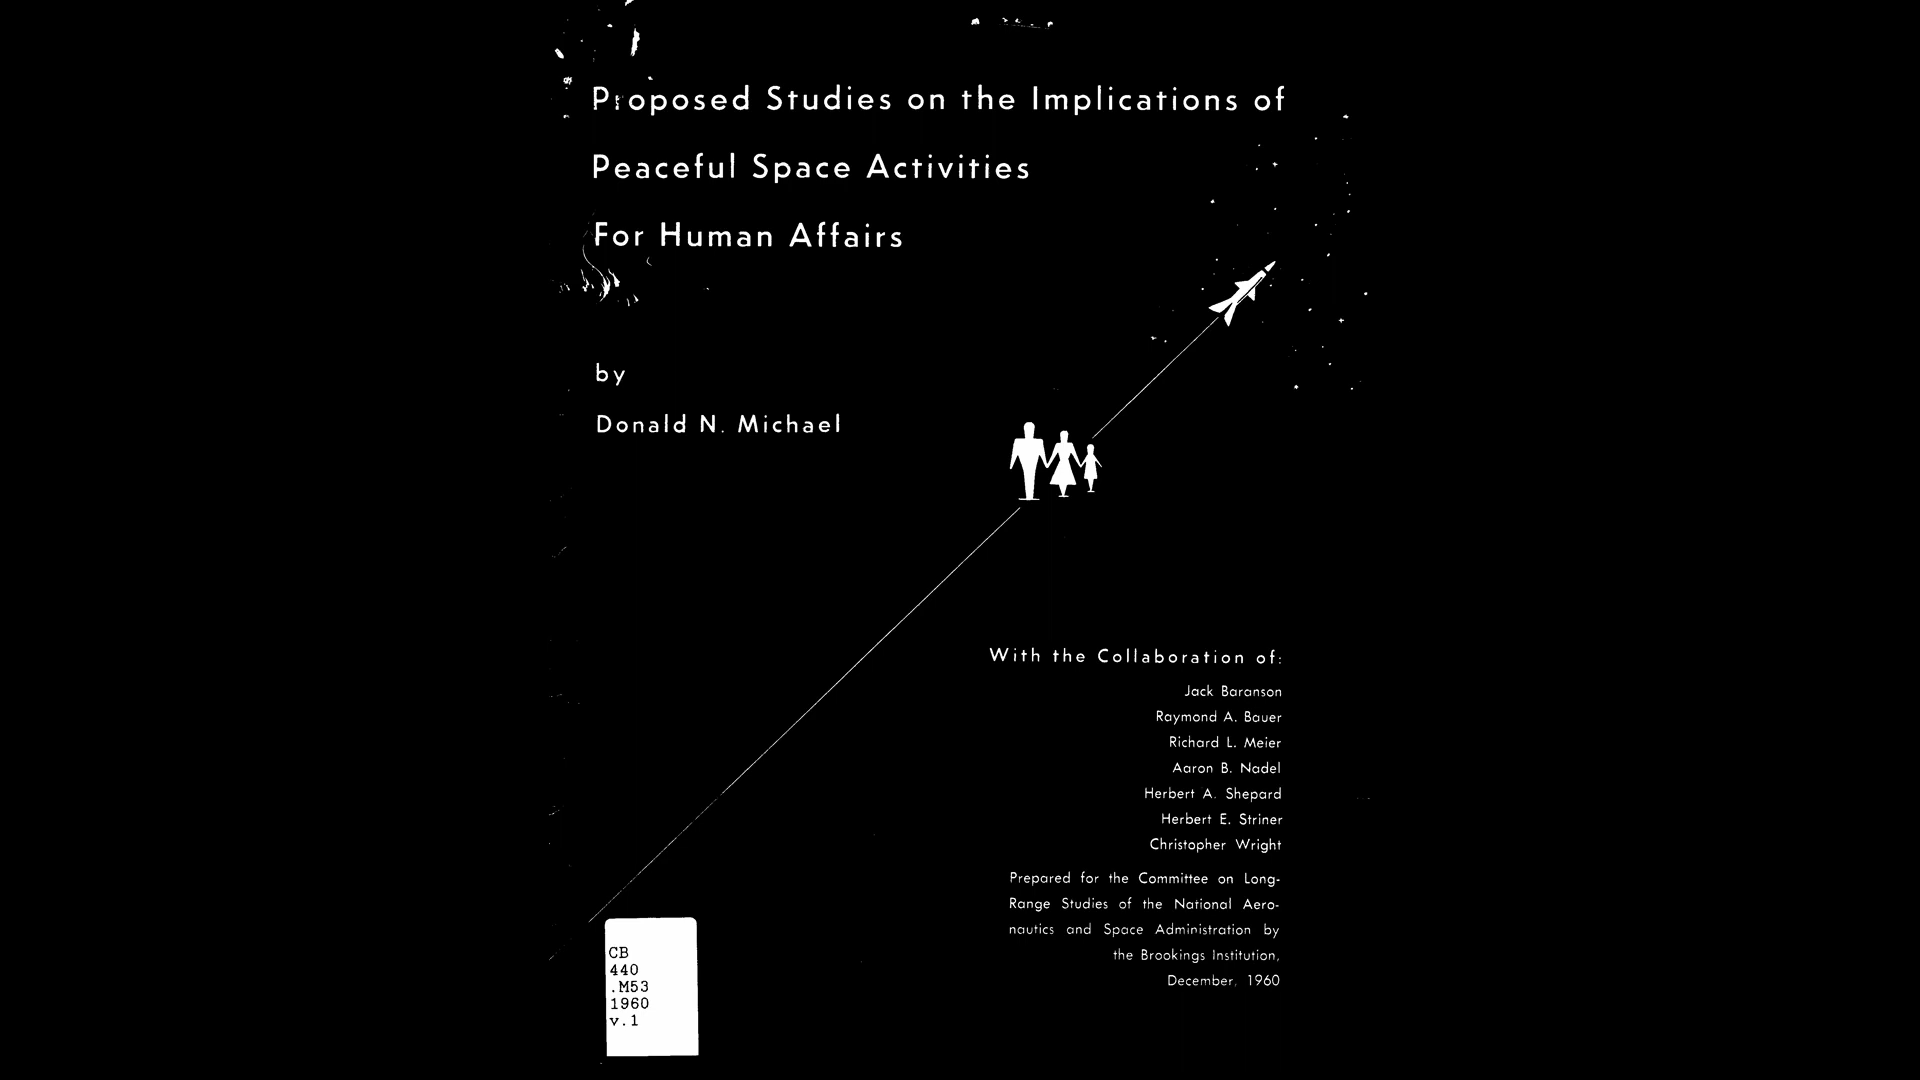 Proposed Studies on the Implications of
Peaceful Space Activities
For Human Affairs
by
Donald N. Michael
With the Collaboration of:
Jack Baranson
Raymond A. Bauer
Richard L. Meier
Aaron B. Nadel
Herbert A. Shepard
Herbert E. Striner
Christopher Wright
Prepared for the Committee on Long-
Range Studies of the National Aero-
nautics and Space Administration by
the Brookings Institution,
December, 1960
CB
440
.M53
1960
v.1